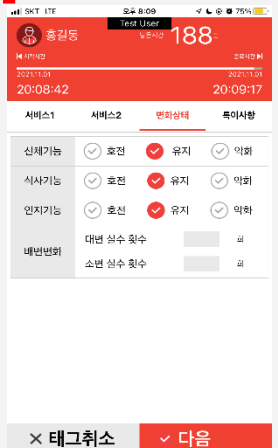 SKT LTE 오후 8:09 75%
Test User
홍길동 남은시간 188분
시작시간 종료시간
2021.11.01 2021.11.01
20:08:42 20:09:17
서비스1 서비스2 변화상태 특이사항
신체기능 호전 유지 악화
식사기능 호전 유지 악화
인지기능 호전 유지 악화
배변변화
대변 실수 횟수 회
소변 실수 횟수 회
태그취소 다음